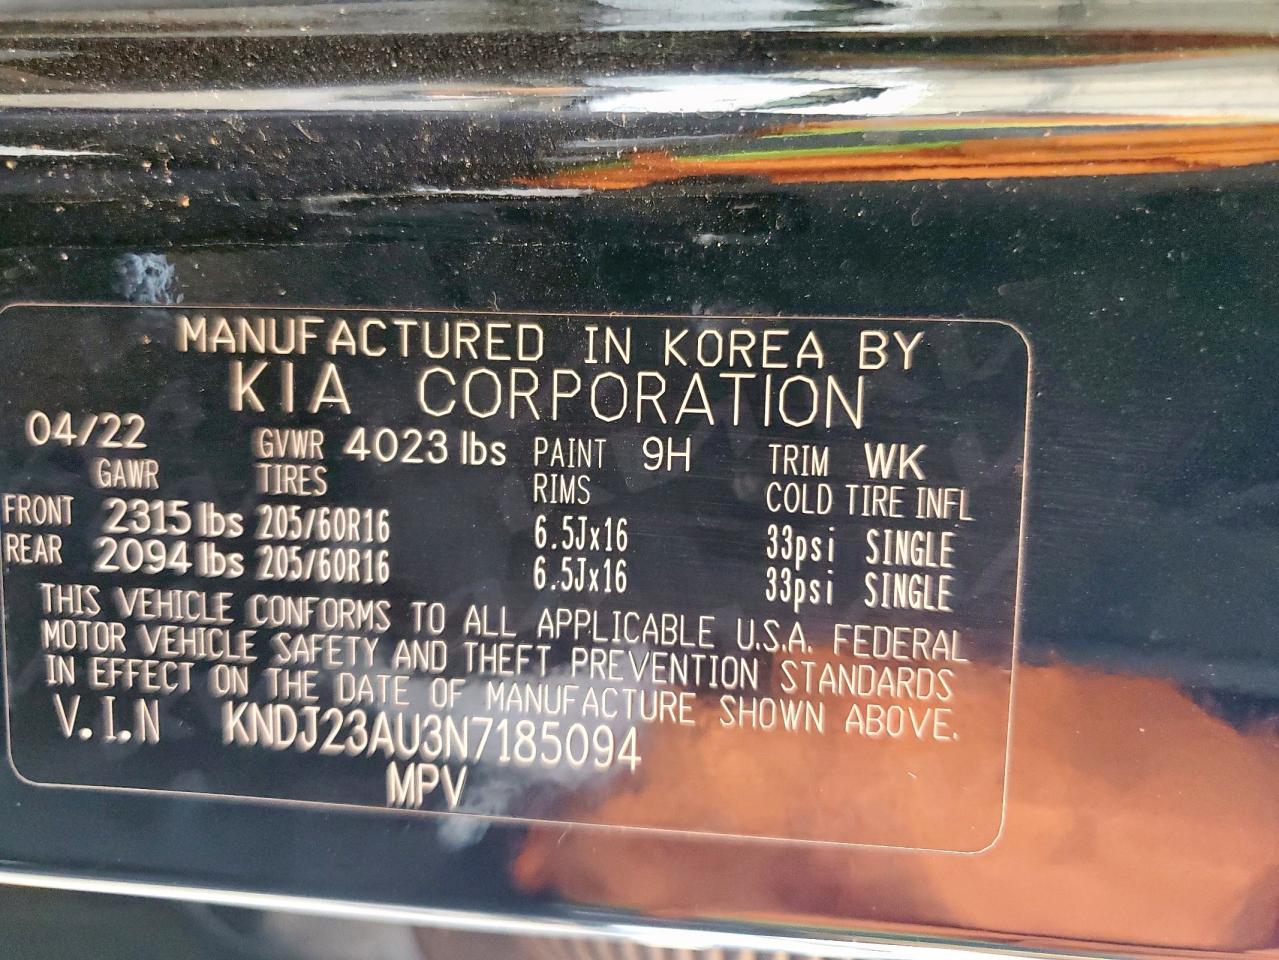 MANUFACTURED IN KOREA BY
KIA CORPORATION
04/22 GVWR 4023 lbs PAINT 9H TRIM WK
GAWR TIRES RIMS COLD TIRE INFL
FRONT 2315 lbs 205/60R16 6.5Jx16 33psi SINGLE
REAR 2094 lbs 205/60R16 6.5Jx16 33psi SINGLE
THIS VEHICLE CONFORMS TO ALL APPLICABLE U.S.A. FEDERAL
MOTOR VEHICLE SAFETY AND THEFT PREVENTION STANDARDS
IN EFFECT ON THE DATE OF MANUFACTURE SHOWN ABOVE.
V.I.N KNDJ23AU3N7185094
MPV